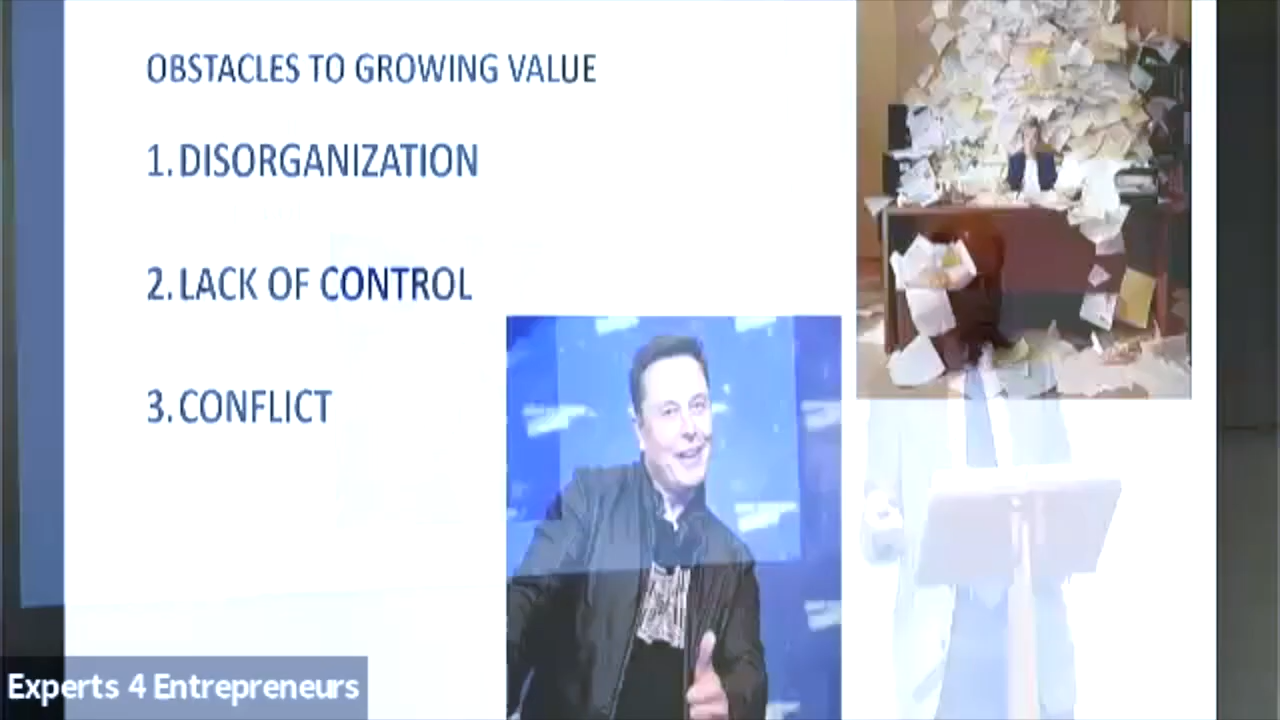 OBSTACLES TO GROWING VALUE
1. DISORGANIZATION
2. LACK OF CONTROL
3. CONFLICT
Experts 4 Entrepreneurs